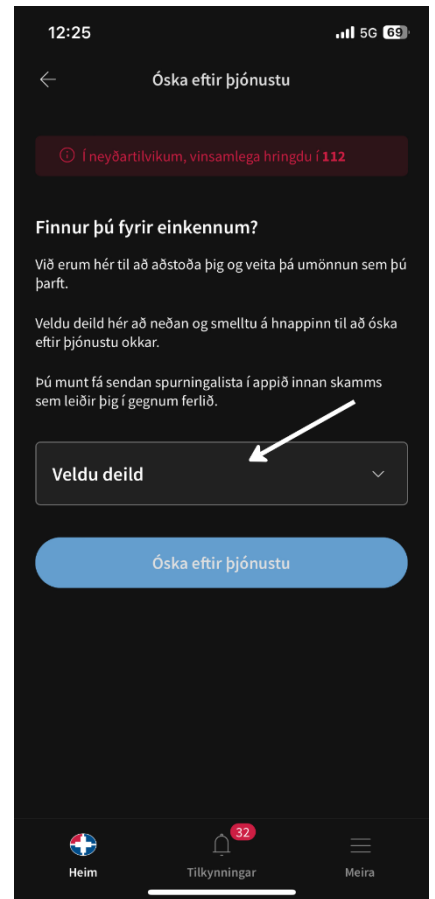 12:25
5G 69
Óska eftir þjónustu
Í neyðartilvikum, vinsamlega hringdu í 112
Finnur þú fyrir einkennum?
Við erum hér til að aðstoða þig og veita þá umönnun sem þú
þarft.
Veldu deild hér að neðan og smelltu á hnappinn til að óska
eftir þjónustu okkar.
Þú munt fá sendan spurningalista í appið innan skamms
sem leiðir þig í gegnum ferlið.
Veldu deild
Óska eftir þjónustu
32
Heim
Tilkynningar
Meira